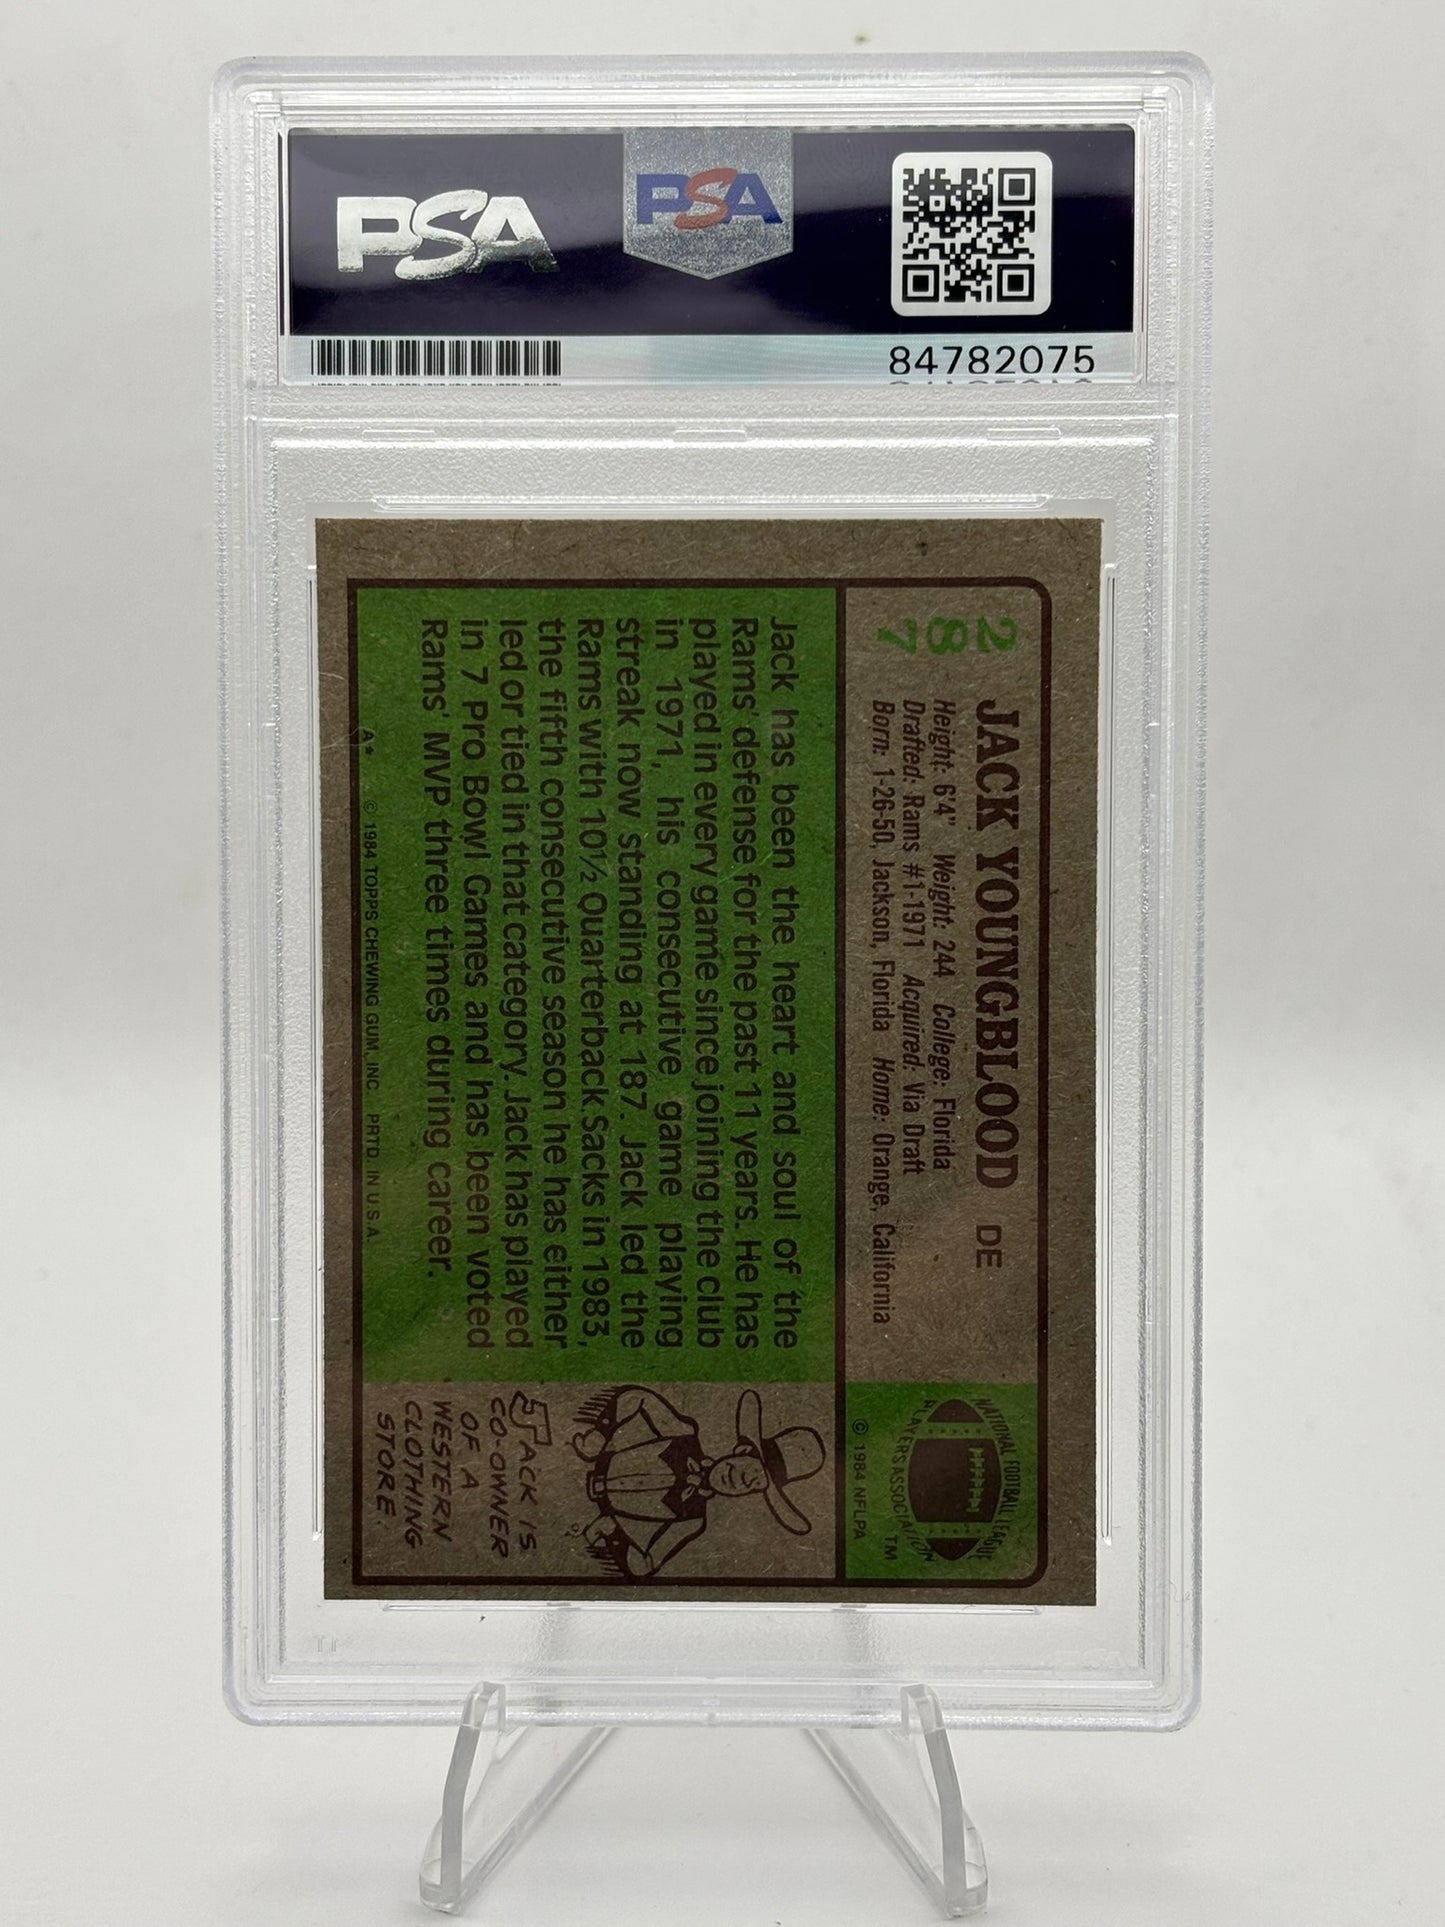 PSA
PSA
84782075
287
JACK YOUNGBLOOD DE
Height: 6'4" Weight: 244 College: Florida
Drafted: Rams #1-1971 Acquired: Via Draft
Born: 1-26-50, Jackson, Florida Home: Orange, California
NATIONAL FOOTBALL LEAGUE
PLAYERS ASSOCIATION
TM
© 1984 NFLPA
Jack has been the heart and soul of the
Rams' defense for the past 11 years. He has
played in every game since joining the club
in 1971, his consecutive game playing
streak now standing at 187. Jack led the
Rams with 10½ Quarterback Sacks in 1983,
the fifth consecutive season he has either
led or tied in that category. Jack has played
in 7 Pro Bowl Games and has been voted
Rams' MVP three times during career.
JACK IS
CO-OWNER
OF A
WESTERN
CLOTHING
STORE.
A* © 1984 TOPPS CHEWING GUM, INC PRTD. IN U.S.A.